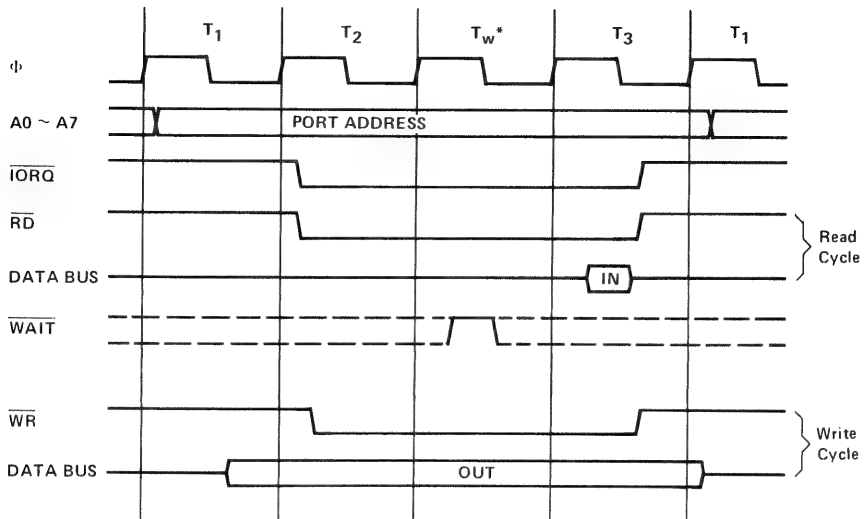 T1 T2 Tw* T3 T1
Φ
A0 ~ A7 PORT ADDRESS
IORQ
RD
Read
Cycle
DATA BUS IN
WAIT
WR
Write
Cycle
DATA BUS OUT